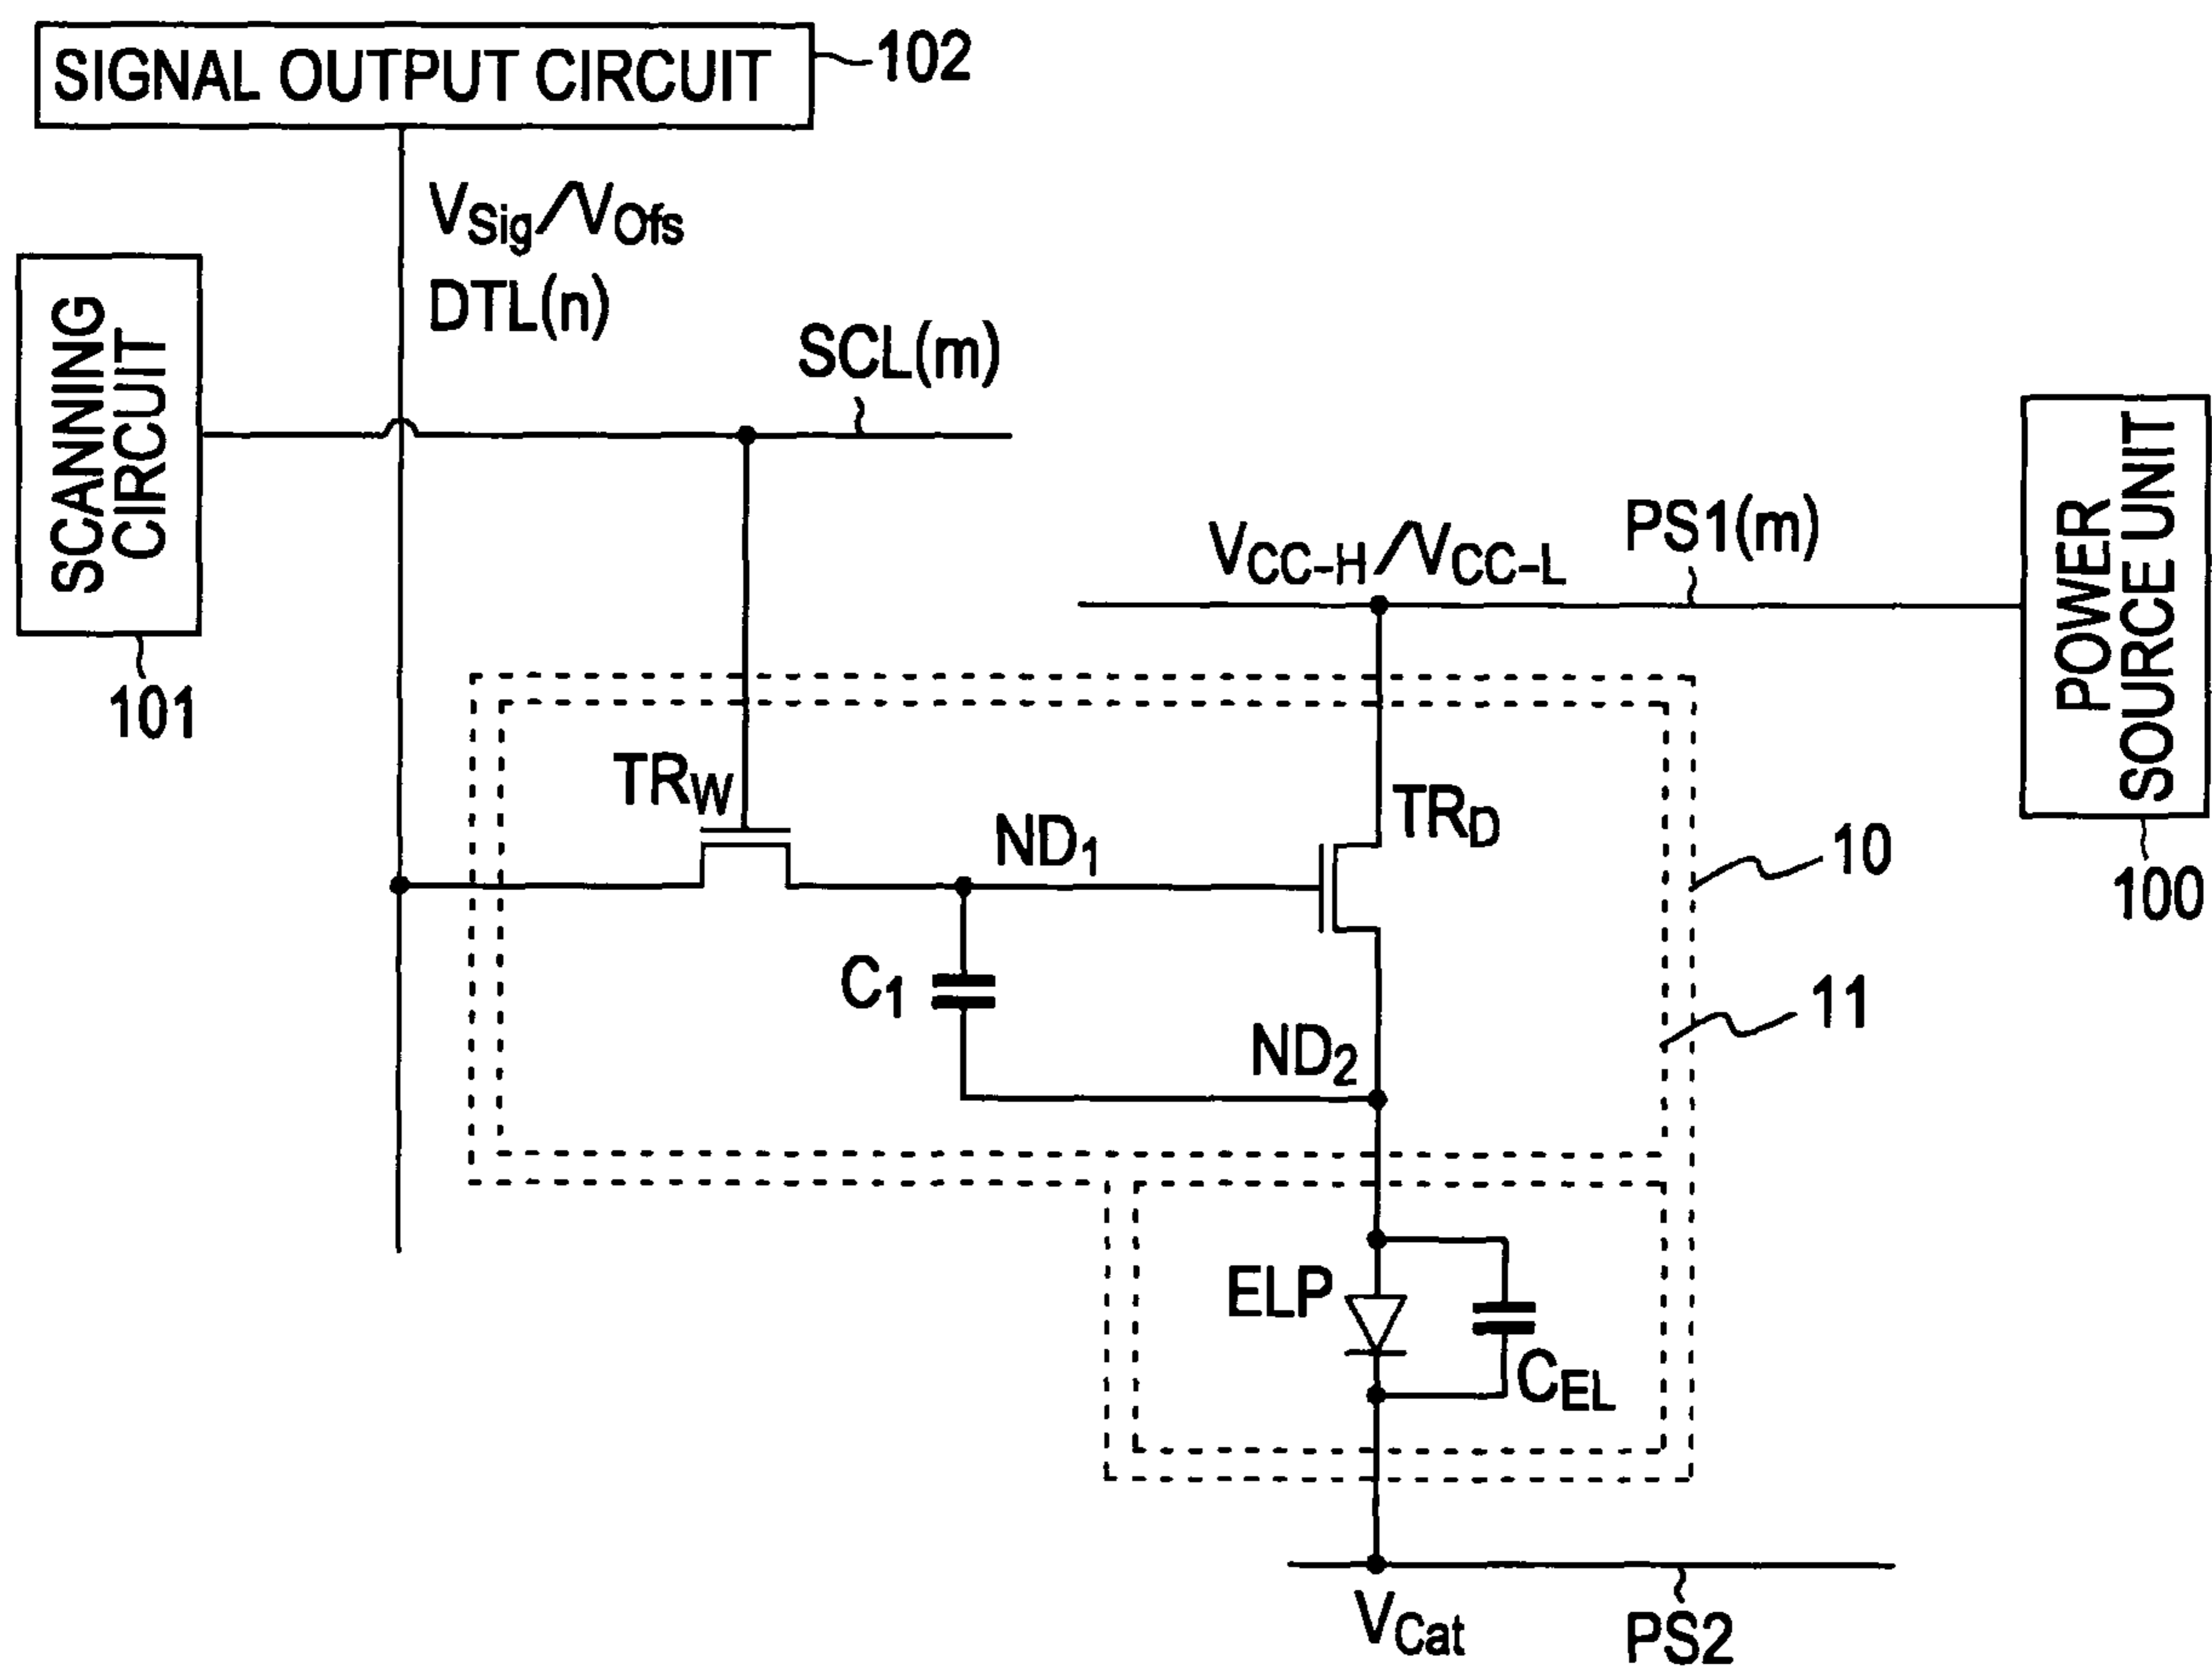 SIGNAL OUTPUT CIRCUIT
102
VSig/VOfs
DTL(n)
SCANNING
CIRCUIT
101
SCL(m)
VCC-H/VCC-L
PS1(m)
POWER
SOURCE UNIT
100
TRW
ND1
TRD
10
C1
11
ND2
ELP
CEL
VCat
PS2